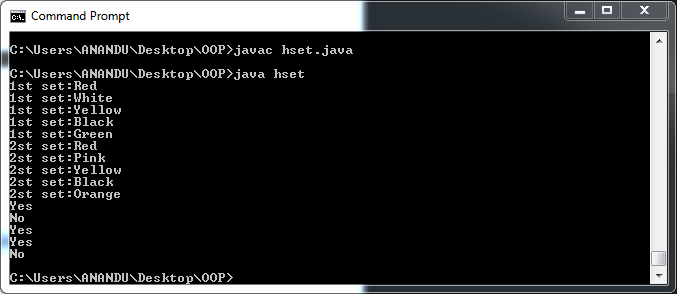 Command Prompt
C:\Users\ANANDU\Desktop\OOP>javac hset.java
C:\Users\ANANDU\Desktop\OOP>java hset
1st set:Red
1st set:White
1st set:Yellow
1st set:Black
1st set:Green
2st set:Red
2st set:Pink
2st set:Yellow
2st set:Black
2st set:Orange
Yes
No
Yes
Yes
No
C:\Users\ANANDU\Desktop\OOP>